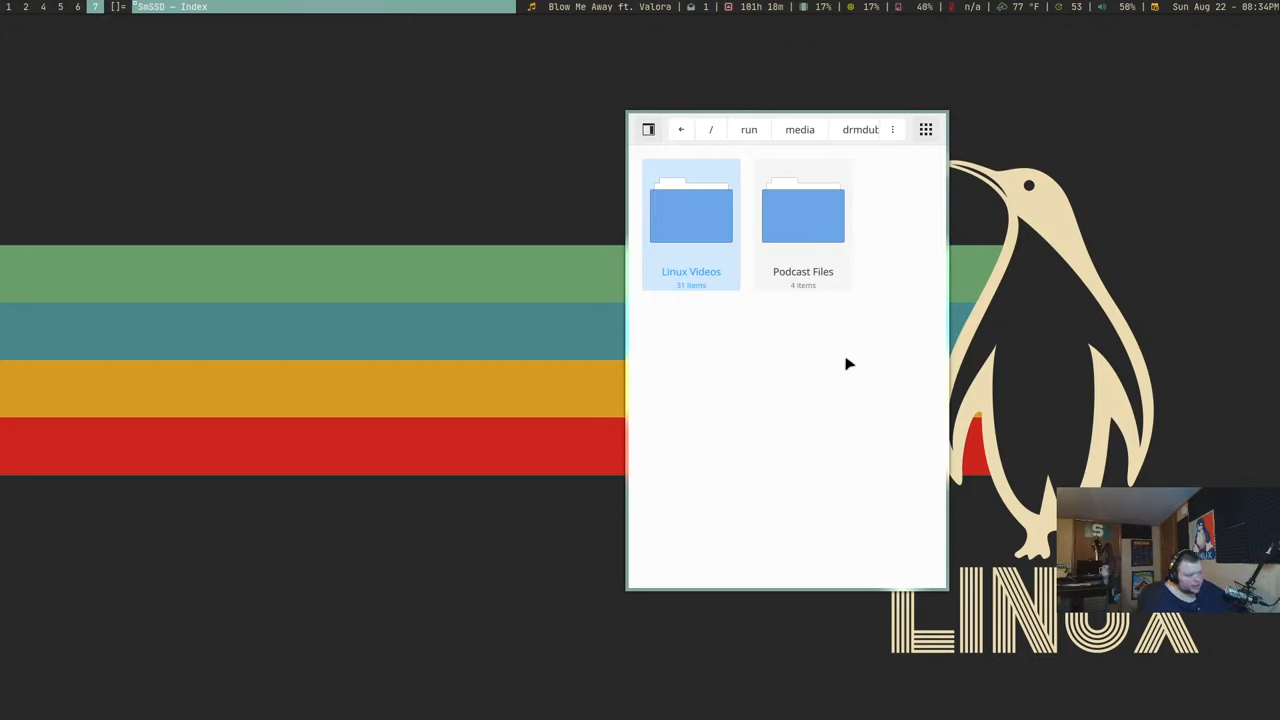 1 2 3 4 5 6 7 []= SmSSD — Index Blow Me Away ft. Valora | 1 | 101h 18m | 17% | 17% | 40% | n/a | 77 °F | 53 | 50% | Sun Aug 22 - 08:34PM
/ run media drmdub
Linux Videos Podcast Files
31 items 4 items
LINUX